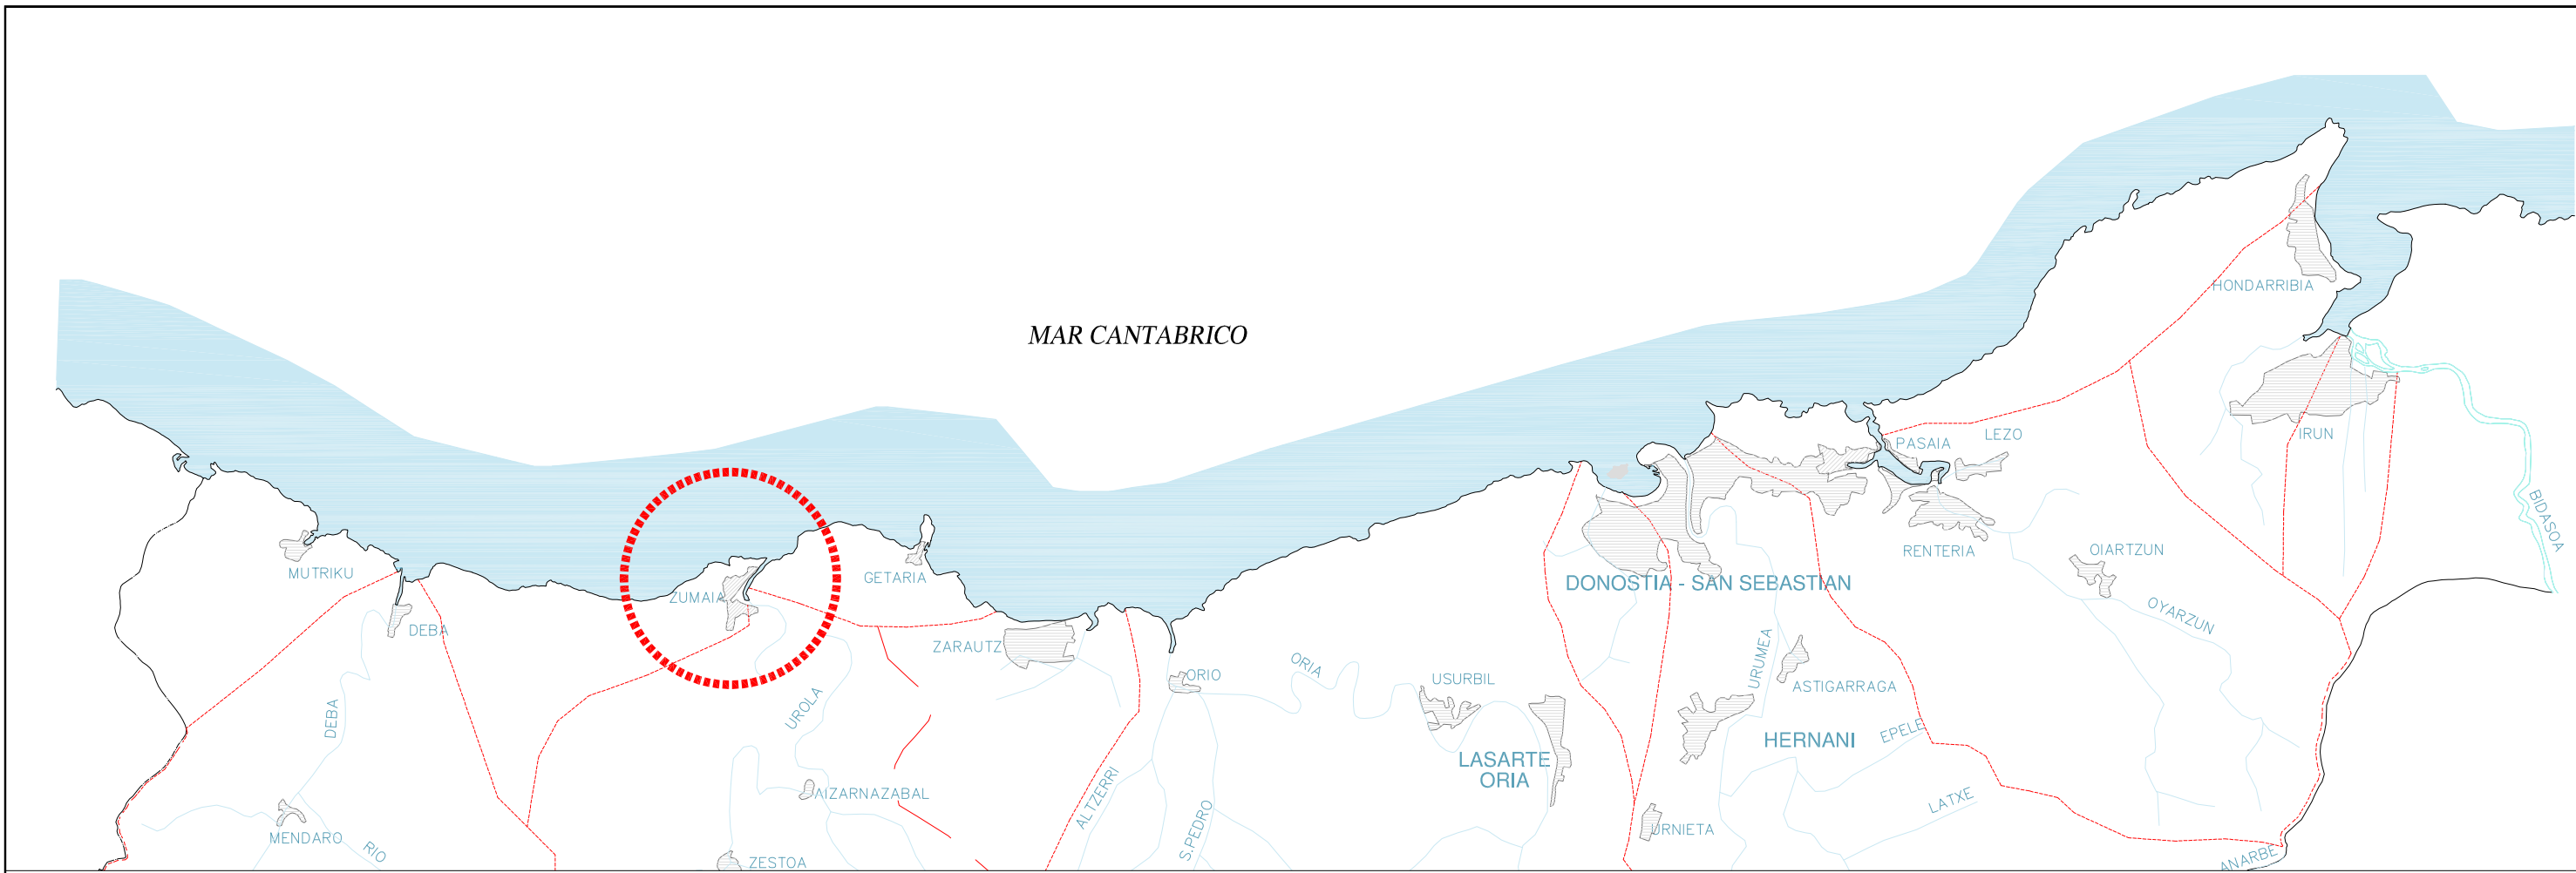 HONDARRIBIA
MAR CANTABRICO
PASAIA
LEZO
IRUN
BIDASOA
MUTRIKU
GETARIA
RENTERIA
OIARTZUN
DONOSTIA - SAN SEBASTIAN
ZUMAIA
DEBA
OYARZUN
ZARAUTZ
ORIO
ORIA
USURBIL
URUMEA
ASTIGARRAGA
DEBA
UROLA
HERNANI
EPELE
LASARTE
ORIA
AIZARNAZABAL
ALTZERRI
S.PEDRO
LATXE
MENDARO
RIO
URNIETA
ZESTOA
ANARBE